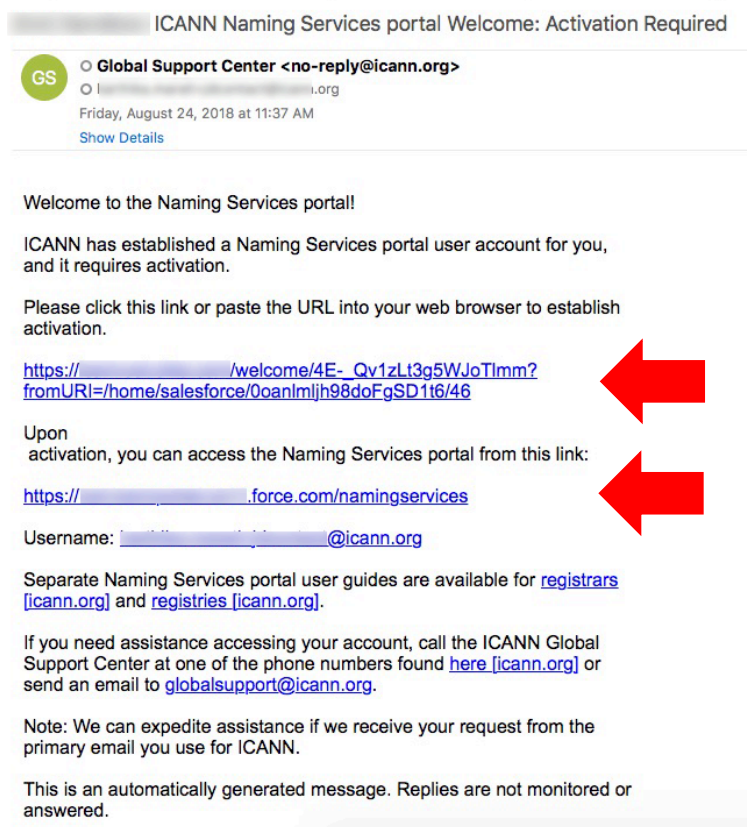 ICANN Naming Services portal Welcome: Activation Required
GS
Global Support Center <no-reply@icann.org>
.org
Friday, August 24, 2018 at 11:37 AM
Show Details
Welcome to the Naming Services portal!
ICANN has established a Naming Services portal user account for you,
and it requires activation.
Please click this link or paste the URL into your web browser to establish
activation.
https:// /welcome/4E-_Qv1zLt3g5WJoTlmm?
fromURI=/home/salesforce/0oanlmljh98doFgSD1t6/46
Upon
activation, you can access the Naming Services portal from this link:
https:// .force.com/namingservices
Username: @icann.org
Separate Naming Services portal user guides are available for registrars
[icann.org] and registries [icann.org].
If you need assistance accessing your account, call the ICANN Global
Support Center at one of the phone numbers found here [icann.org] or
send an email to globalsupport@icann.org.
Note: We can expedite assistance if we receive your request from the
primary email you use for ICANN.
This is an automatically generated message. Replies are not monitored or
answered.